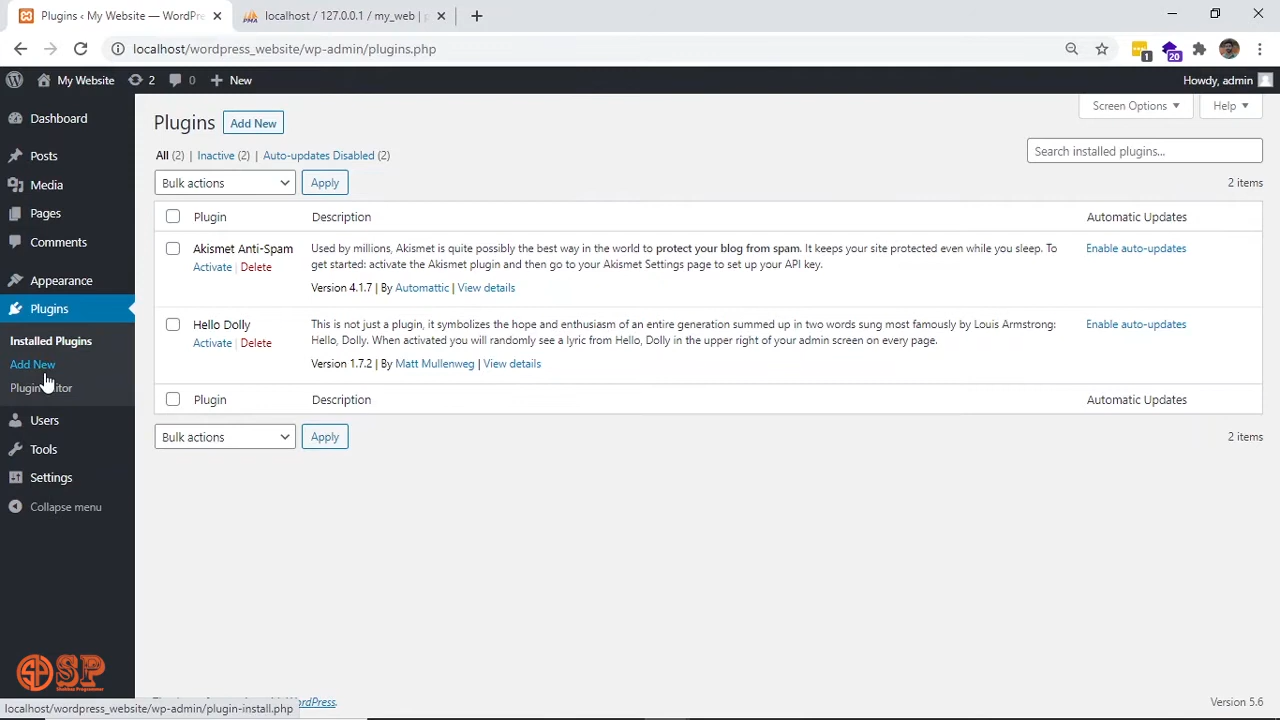 Plugins ‹ My Website — WordPre
localhost / 127.0.0.1 / my_web | p
localhost/wordpress_website/wp-admin/plugins.php
1
20
My Website
2
0
New
Howdy, admin
Dashboard
Posts
Media
Pages
Comments
Appearance
Plugins
Installed Plugins
Add New
Plugin Editor
Users
Tools
Settings
Collapse menu
Screen Options
Help
Plugins
Add New
All (2) | Inactive (2) | Auto-updates Disabled (2)
Search installed plugins...
Bulk actions
Apply
2 items
Plugin
Description
Automatic Updates
Akismet Anti-Spam
Activate | Delete
Used by millions, Akismet is quite possibly the best way in the world to protect your blog from spam. It keeps your site protected even while you sleep. To
get started: activate the Akismet plugin and then go to your Akismet Settings page to set up your API key.
Version 4.1.7 | By Automattic | View details
Enable auto-updates
Hello Dolly
Activate | Delete
This is not just a plugin, it symbolizes the hope and enthusiasm of an entire generation summed up in two words sung most famously by Louis Armstrong:
Hello, Dolly. When activated you will randomly see a lyric from Hello, Dolly in the upper right of your admin screen on every page.
Version 1.7.2 | By Matt Mullenweg | View details
Enable auto-updates
Plugin
Description
Automatic Updates
Bulk actions
Apply
2 items
SP
Shohkan Programmer
localhost/wordpress_website/wp-admin/plugin-install.php
WordPress.
Version 5.6